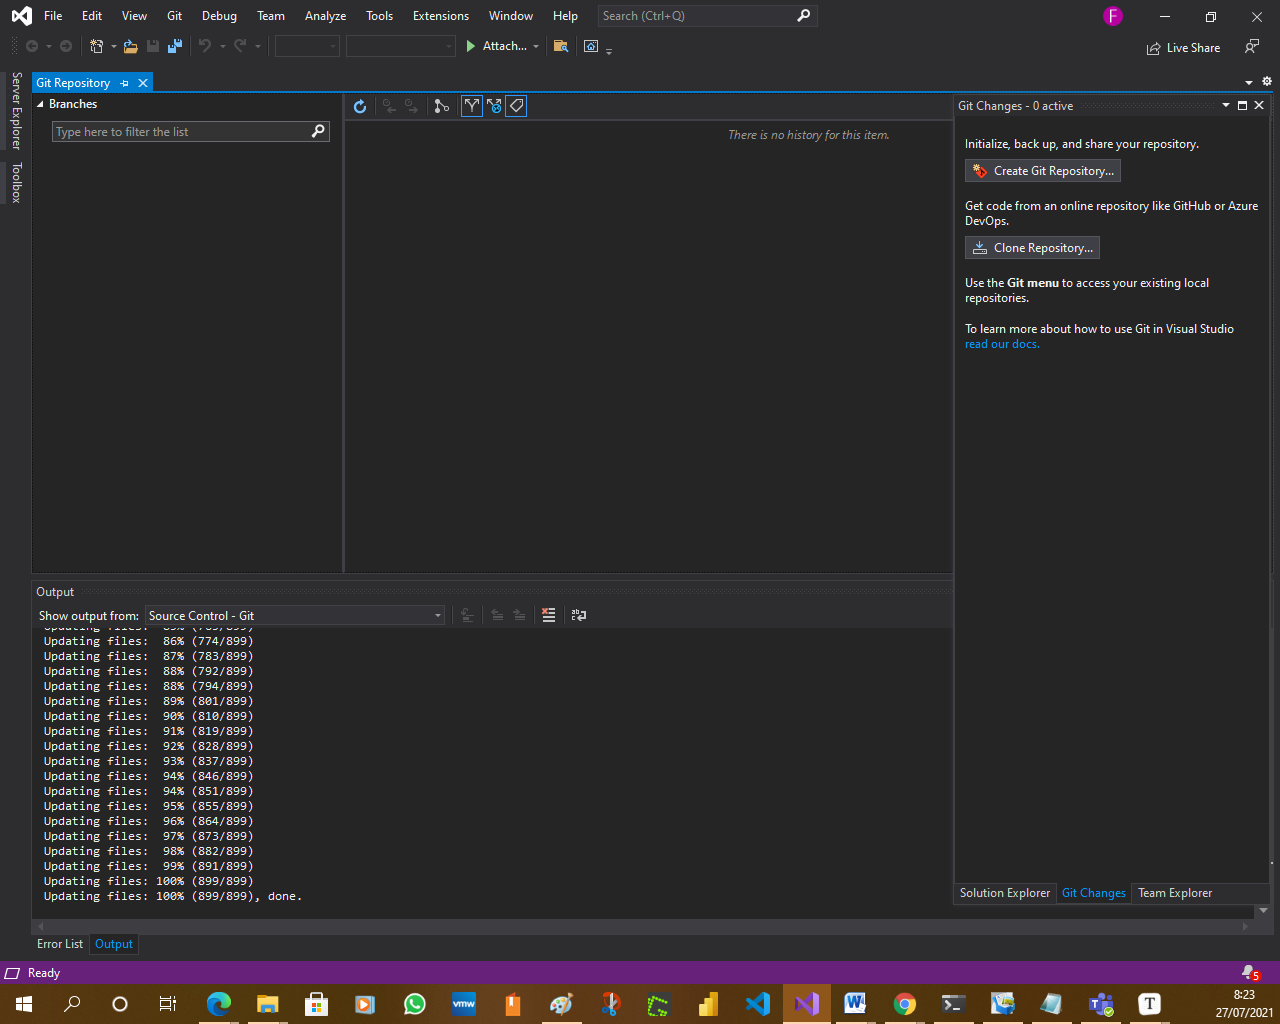 File Edit View Git Debug Team Analyze Tools Extensions Window Help Search (Ctrl+Q) F
Attach... Live Share
Git Repository
Server Explorer
Toolbox
Branches
Type here to filter the list
There is no history for this item.
Git Changes - 0 active
Initialize, back up, and share your repository.
Create Git Repository...
Get code from an online repository like GitHub or Azure
DevOps.
Clone Repository...
Use the Git menu to access your existing local
repositories.
To learn more about how to use Git in Visual Studio
read our docs.
Output
Show output from: Source Control - Git
Updating files: 86% (774/899)
Updating files: 87% (783/899)
Updating files: 88% (792/899)
Updating files: 88% (794/899)
Updating files: 89% (801/899)
Updating files: 90% (810/899)
Updating files: 91% (819/899)
Updating files: 92% (828/899)
Updating files: 93% (837/899)
Updating files: 94% (846/899)
Updating files: 94% (851/899)
Updating files: 95% (855/899)
Updating files: 96% (864/899)
Updating files: 97% (873/899)
Updating files: 98% (882/899)
Updating files: 99% (891/899)
Updating files: 100% (899/899)
Updating files: 100% (899/899), done.
Solution Explorer Git Changes Team Explorer
Error List Output
Ready 5
vmw W T T
8:23
27/07/2021